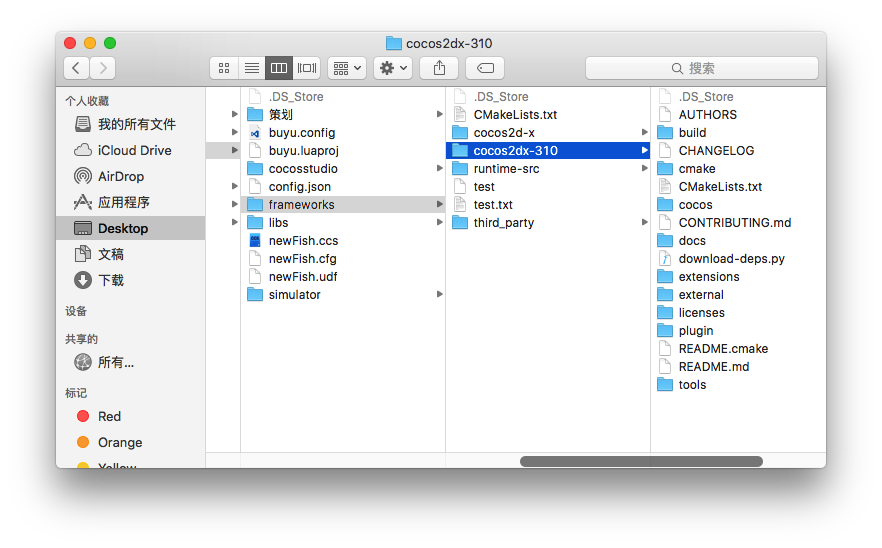 cocos2dx-310
搜索
个人收藏
我的所有文件
iCloud Drive
AirDrop
应用程序
Desktop
文稿
下载
设备
共享的
所有...
标记
Red
Orange
Yellow
.DS_Store
策划
buyu.config
buyu.luaproj
cocosstudio
config.json
frameworks
libs
newFish.ccs
newFish.cfg
newFish.udf
simulator
.DS_Store
CMakeLists.txt
cocos2d-x
cocos2dx-310
runtime-src
test
test.txt
third_party
.DS_Store
AUTHORS
build
CHANGELOG
cmake
CMakeLists.txt
cocos
CONTRIBUTING.md
docs
download-deps.py
extensions
external
licenses
plugin
README.cmake
README.md
tools